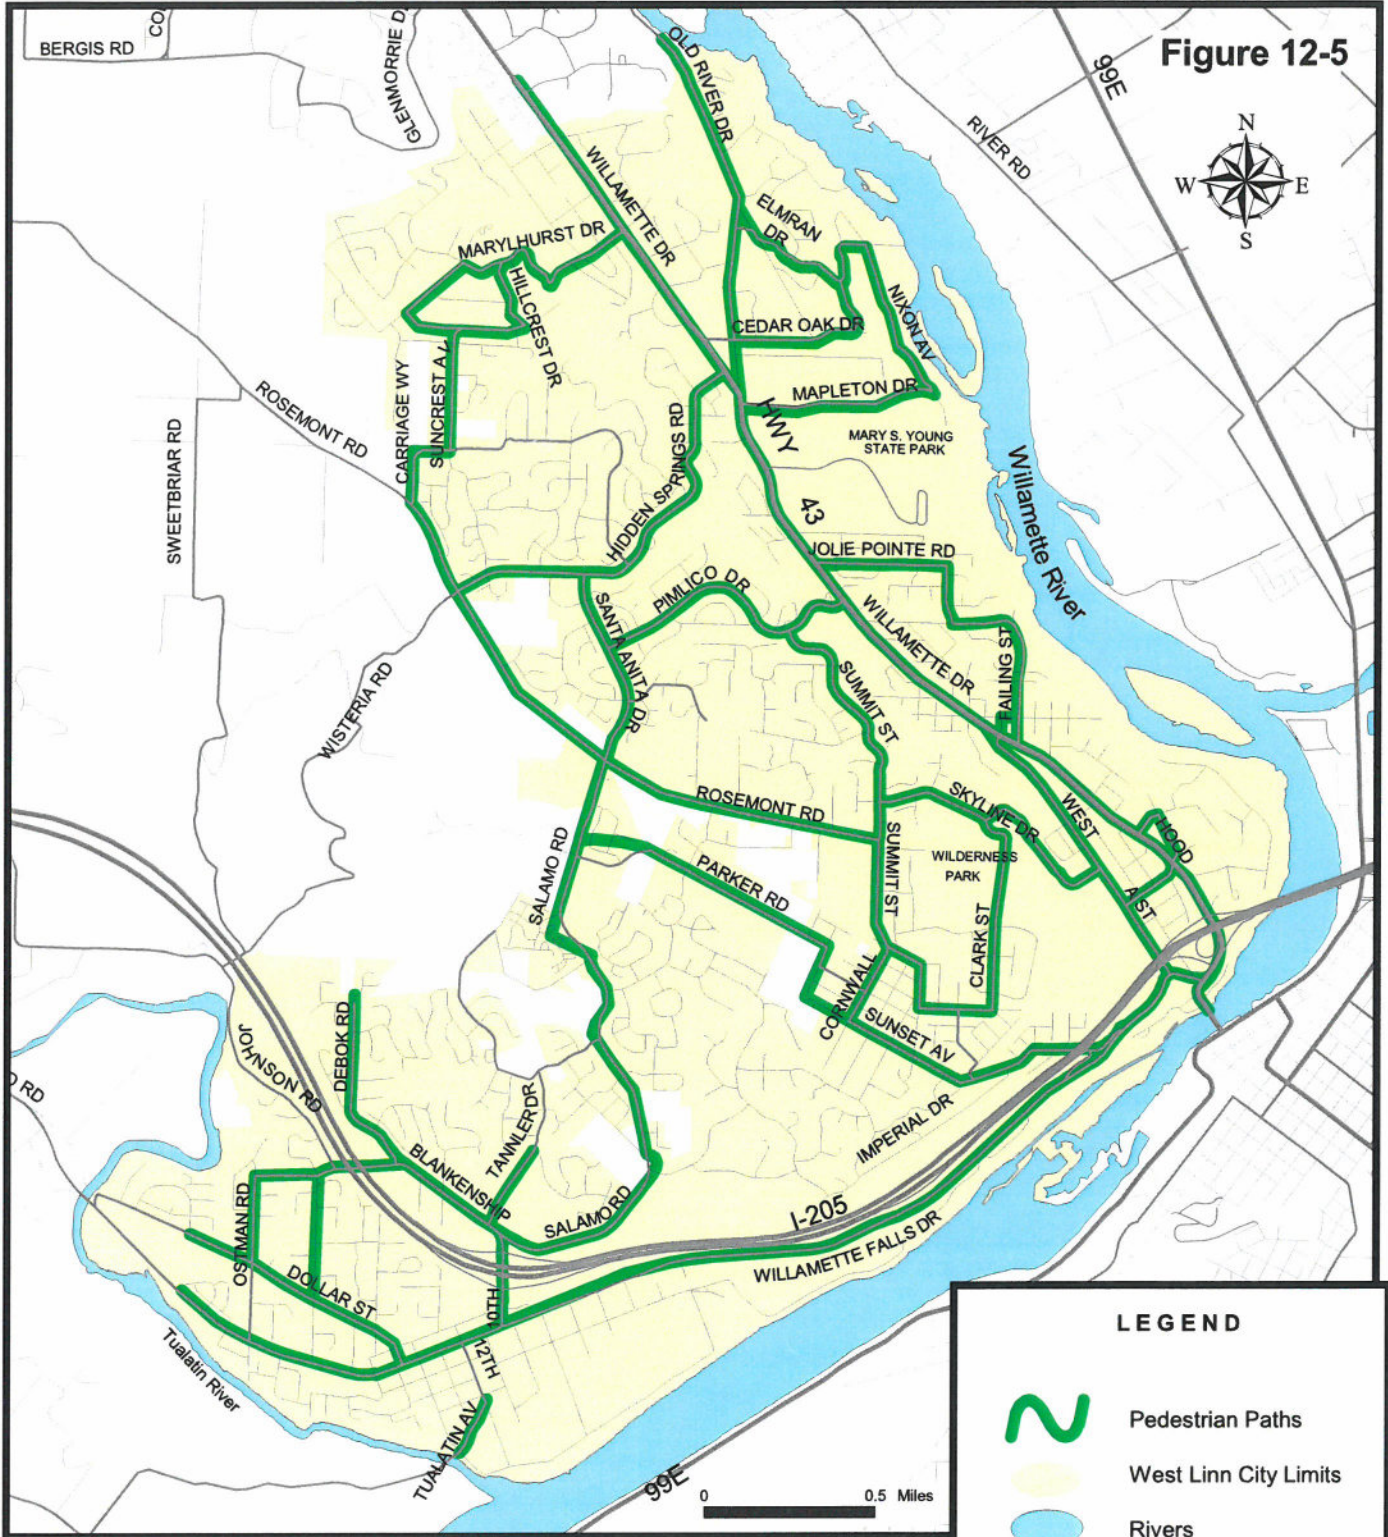 BERGIS RD
CO
GLENMORRIE D
OLD RIVER DR
99E
Figure 12-5
RIVER RD
N
W
E
S
WILLAMETTE DR
ELMRAN
DR
MARYLHURST DR
HILLCREST DR
NIXON AV
CEDAR OAK DR
CARRIAGE WY
SUNCREST AV
ROSEMONT RD
MAPLETON DR
HWY
SWEETBRIAR RD
HIDDEN SPRINGS RD
MARY S. YOUNG
STATE PARK
Willamette River
43
JOLIE POINTE RD
PIMLICO DR
SANTA ANITA DR
WILLAMETTE DR
FAILING ST
WISTERIA RD
SUMMIT ST
ROSEMONT RD
SKYLINE DR
WEST
HOOD
SALAMO RD
SUMMIT ST
WILDERNESS
PARK
PARKER RD
A ST
CLARK ST
CORNWALL
SUNSET AV
DEBOK RD
JOHNSON RD
D RD
TANNLER DR
IMPERIAL DR
BLANKENSHIP
SALAMO RD
I-205
WILLAMETTE FALLS DR
OSTMAN RD
DOLLAR ST
10TH
12TH
Tualatin River
TUALATIN AV
99E
0 0.5 Miles
LEGEND
Pedestrian Paths
West Linn City Limits
Rivers